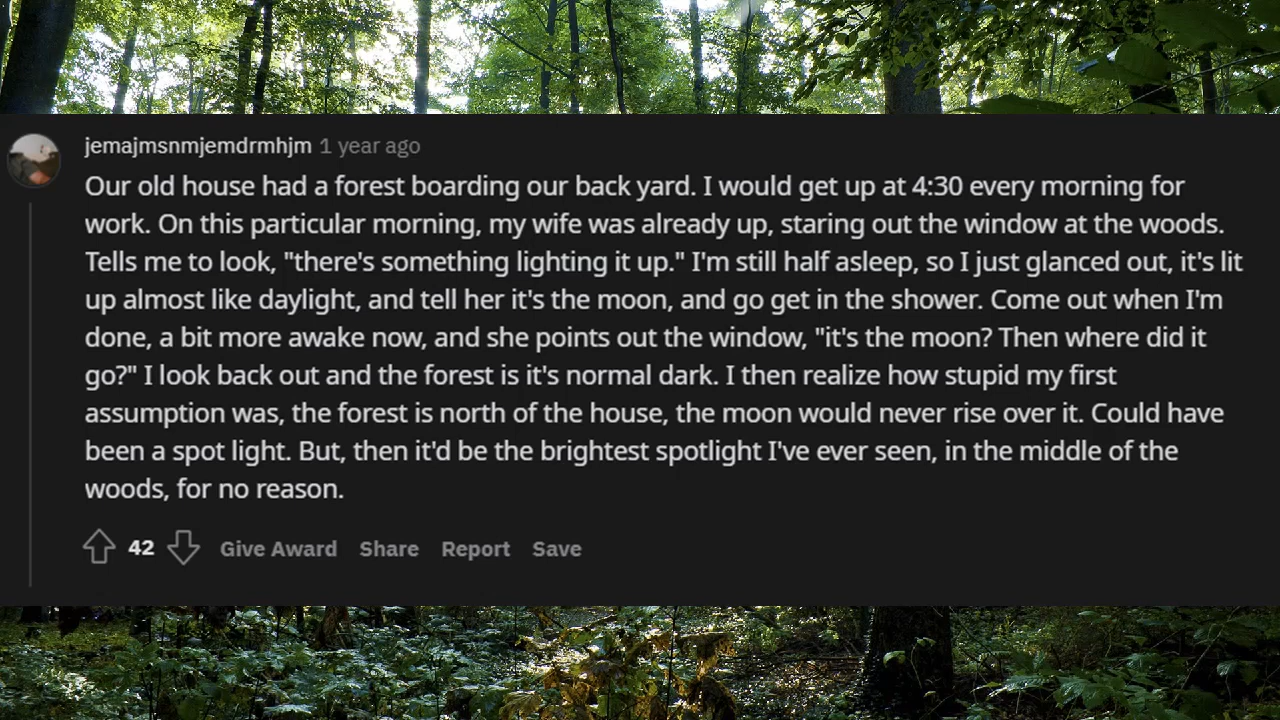 jemajmsnmjemdrmhjm 1 year ago
Our old house had a forest boarding our back yard. I would get up at 4:30 every morning for
work. On this particular morning, my wife was already up, staring out the window at the woods.
Tells me to look, "there's something lighting it up." I'm still half asleep, so I just glanced out, it's lit
up almost like daylight, and tell her it's the moon, and go get in the shower. Come out when I'm
done, a bit more awake now, and she points out the window, "it's the moon? Then where did it
go?" I look back out and the forest is it's normal dark. I then realize how stupid my first
assumption was, the forest is north of the house, the moon would never rise over it. Could have
been a spot light. But, then it'd be the brightest spotlight I've ever seen, in the middle of the
woods, for no reason.
42 Give Award Share Report Save